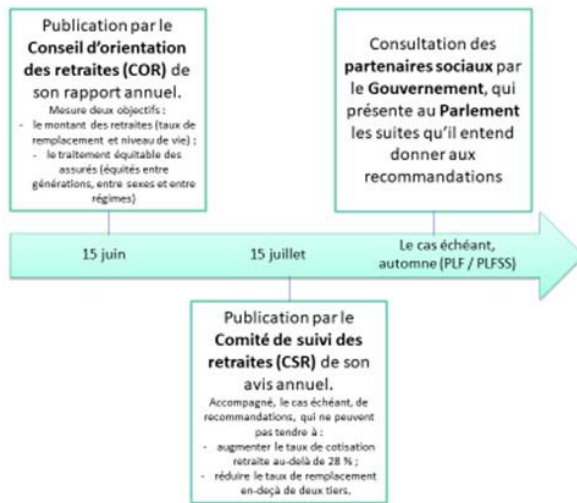 Publication par le
Conseil d'orientation
des retraites (COR) de
son rapport annuel.
Mesure deux objectifs :
- le montant des retraites (taux de
remplacement et niveau de vie) ;
- le traitement équitable des
assurés (équités entre
générations, entre sexes et entre
régimes)
Consultation des
partenaires sociaux par
le Gouvernement, qui
présente au Parlement
les suites qu'il entend
donner aux
recommandations
15 juin
15 juillet
Le cas échéant,
automne (PLF / PLFSS)
Publication par le
Comité de suivi des
retraites (CSR) de son
avis annuel.
Accompagné, le cas échéant, de
recommandations, qui ne peuvent
pas tendre à :
- augmenter le taux de cotisation
retraite au-delà de 28 % ;
- réduire le taux de remplacement
en-deçà de deux tiers.